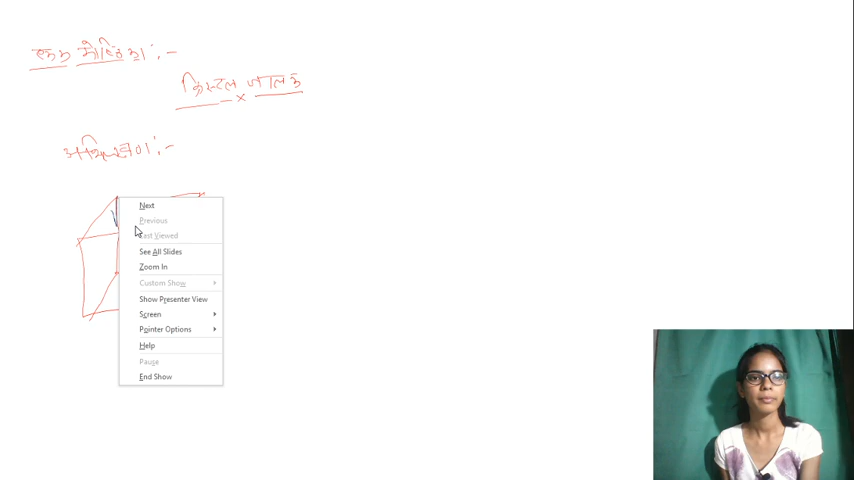 एकक कोष्ठिका :-
क्रिस्टल जालक
अभिलक्षण :-
Next
Previous
Last Viewed
See All Slides
Zoom In
Custom Show
Show Presenter View
Screen
Pointer Options
Help
Pause
End Show